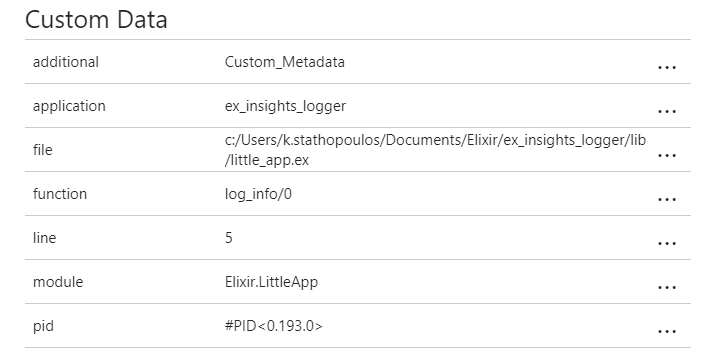 Custom Data
additional Custom_Metadata ...
application ex_insights_logger ...
file c:/Users/k.stathopoulos/Documents/Elixir/ex_insights_logger/lib
/little_app.ex ...
function log_info/0 ...
line 5 ...
module Elixir.LittleApp ...
pid #PID<0.193.0> ...